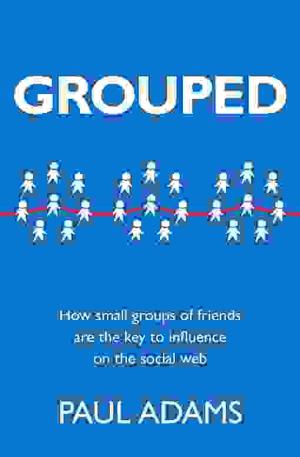 GROUPED
How small groups of friends
are the key to influence
on the social web
PAUL ADAMS